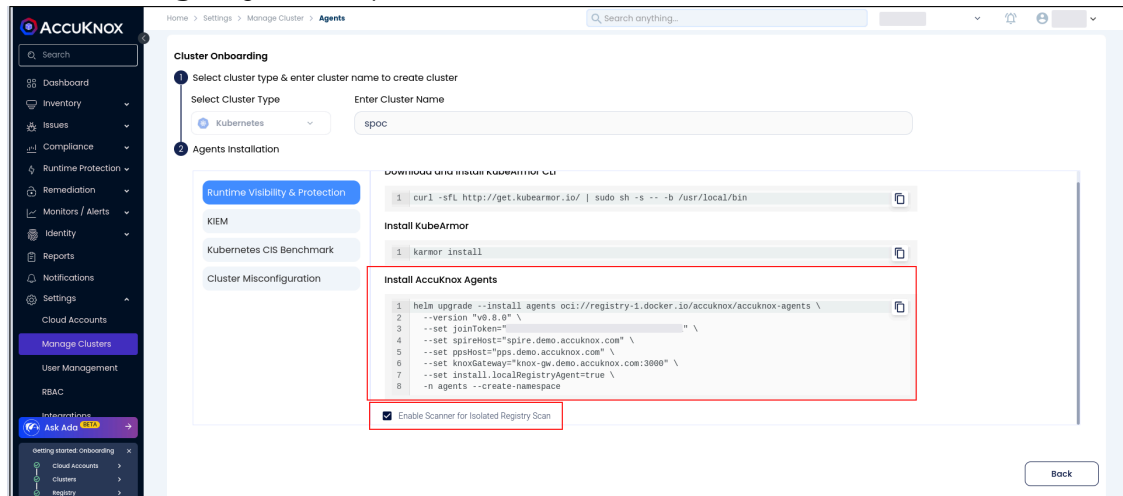 Home > Settings > Manage Cluster > Agents
Search anything...
ACCUKNOX
Search
Dashboard
Inventory
Issues
Compliance
Runtime Protection
Remediation
Monitors / Alerts
Identity
Reports
Notifications
Settings
Cloud Accounts
Manage Clusters
User Management
RBAC
Integrations
Ask Ada BETA
Getting started: Onboarding
Cloud Accounts
Clusters
Registry
Cluster Onboarding
1 Select cluster type & enter cluster name to create cluster
Select Cluster Type
Enter Cluster Name
Kubernetes
spoc
2 Agents Installation
Runtime Visibility & Protection
KIEM
Kubernetes CIS Benchmark
Cluster Misconfiguration
Download and Install KubeArmor CLI
1 curl -sfL http://get.kubearmor.io/ | sudo sh -s -- -b /usr/local/bin
Install KubeArmor
1 karmor install
Install AccuKnox Agents
1 helm upgrade --install agents oci://registry-1.docker.io/accuknox/accuknox-agents \
2 --version "v0.8.0" \
3 --set joinToken=" " \
4 --set spireHost="spire.demo.accuknox.com" \
5 --set ppsHost="pps.demo.accuknox.com" \
6 --set knoxGateway="knox-gw.demo.accuknox.com:3000" \
7 --set install.localRegistryAgent=true \
8 -n agents --create-namespace
Enable Scanner for Isolated Registry Scan
Back